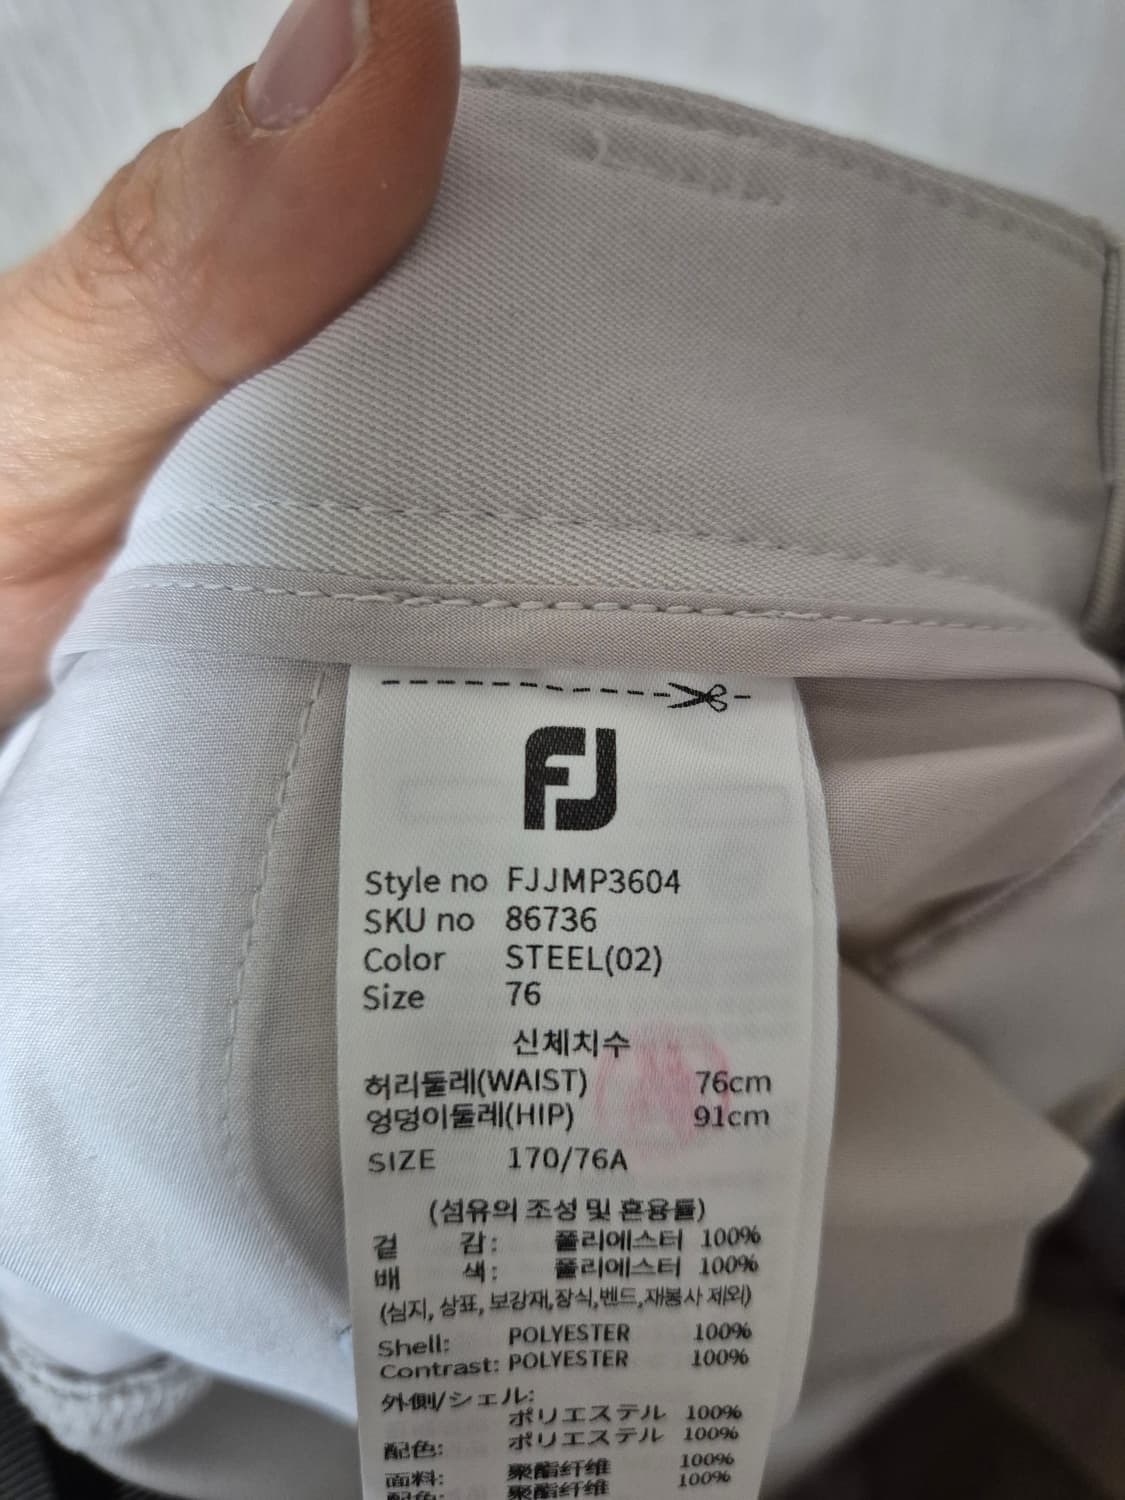 FJ
Style no FJJMP3604
SKU no 86736
Color STEEL(02)
Size 76
신체치수
허리둘레(WAIST) 76cm
엉덩이둘레(HIP) 91cm
SIZE 170/76A
(섬유의 조성 및 혼용률)
겉 감: 폴리에스터 100%
배 색: 폴리에스터 100%
(심지, 상표, 보강재,장식,벤드,재봉사 제외)
Shell: POLYESTER 100%
Contrast: POLYESTER 100%
外側/シェル:
ポリエステル 100%
配色: ポリエステル 100%
面料: 聚酯纤维 100%
配色: 聚酯纤维 100%